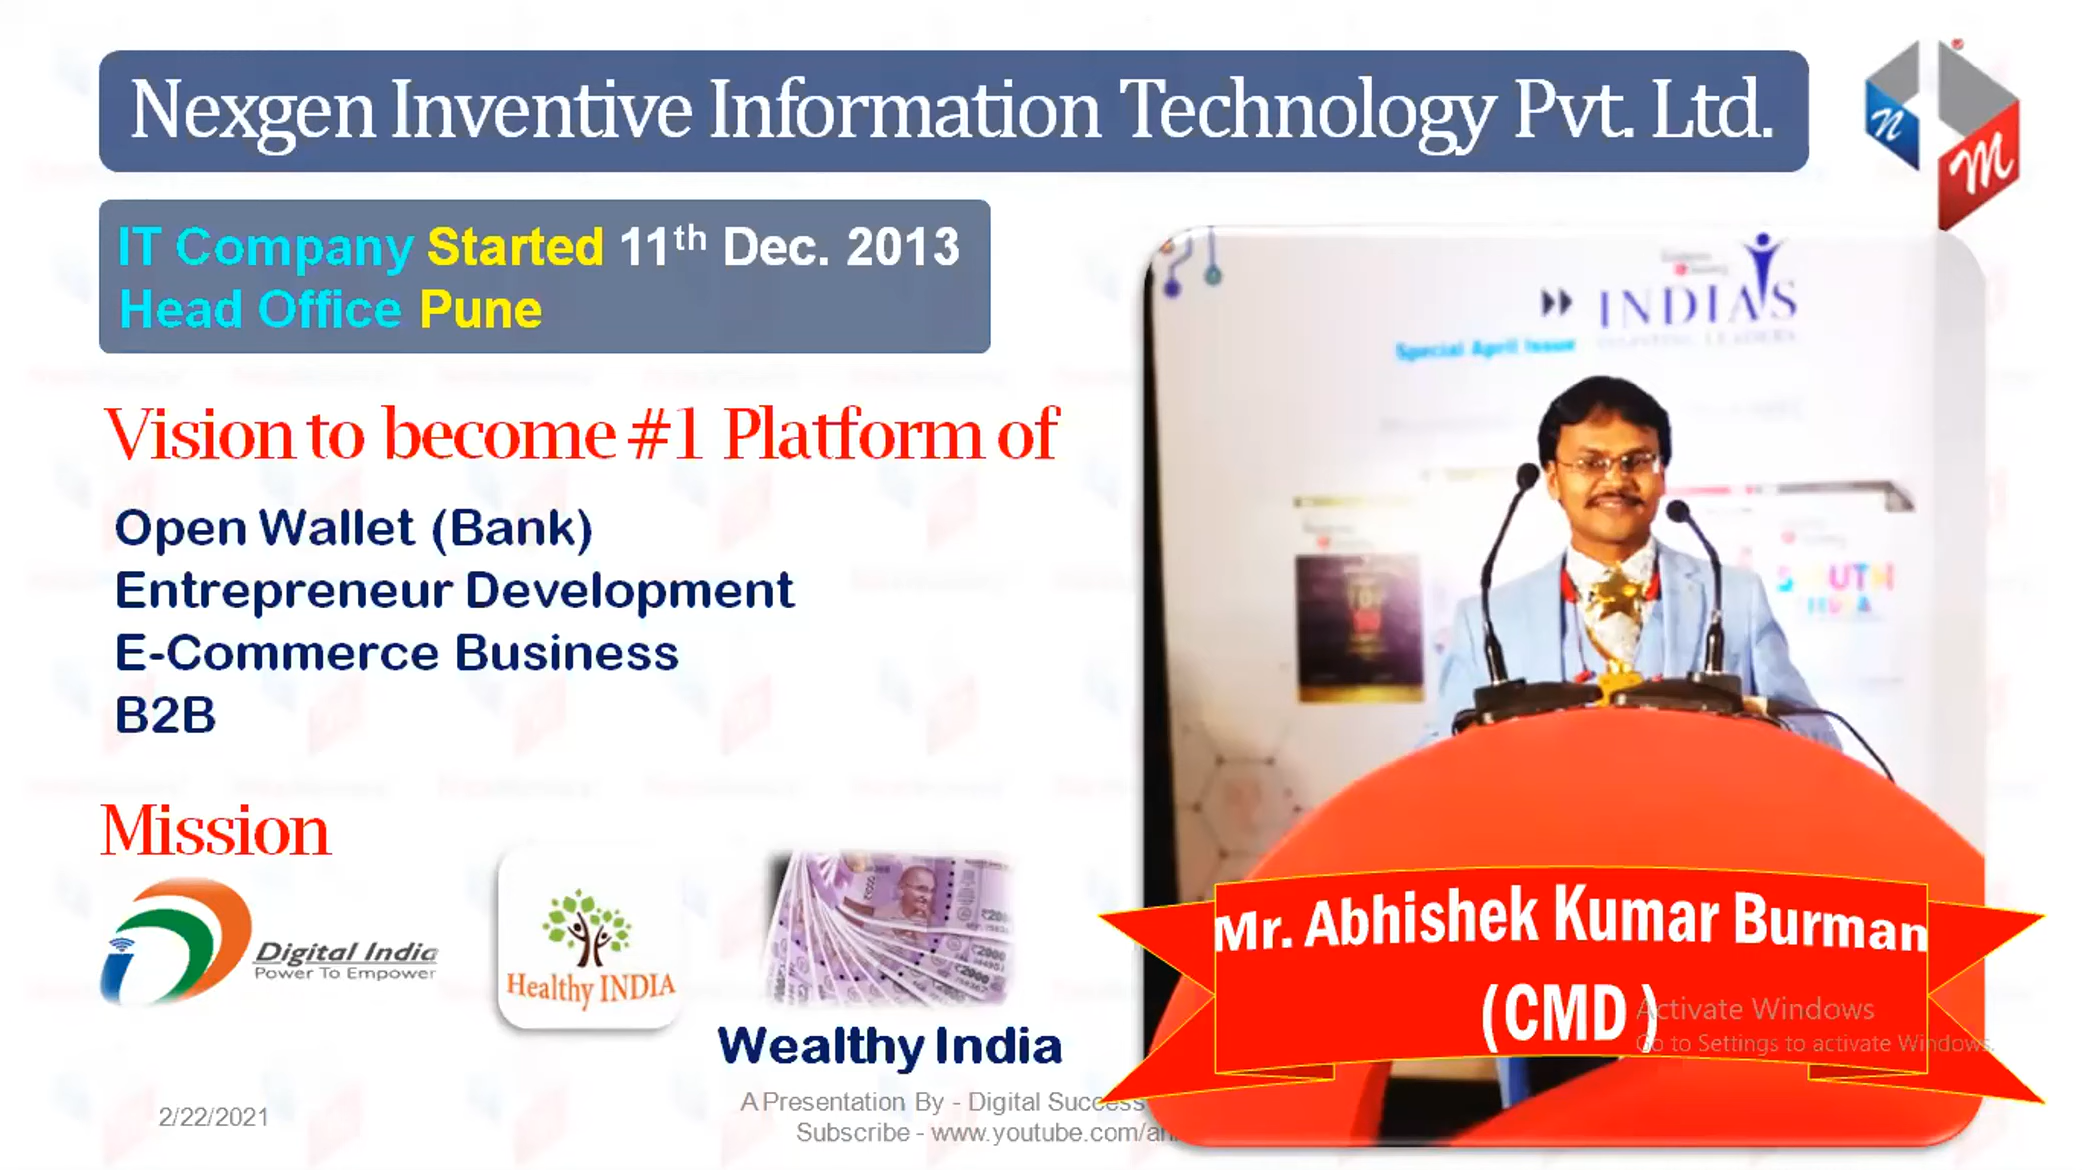 Nexgen Inventive Information Technology Pvt. Ltd.
n
M
IT Company Started 11th Dec. 2013
Head Office Pune
INDIA'S
Special April Issue
Vision to become #1 Platform of
Open Wallet (Bank)
Entrepreneur Development
E-Commerce Business
B2B
TOP
SOUTH
INDIA
Mission
Digital India
Power To Empower
Healthy INDIA
Wealthy India
Mr. Abhishek Kumar Burman
(CMD)
Activate Windows
Go to Settings to activate Windows.
2/22/2021
A Presentation By - Digital Success
Subscribe - www.youtube.com/